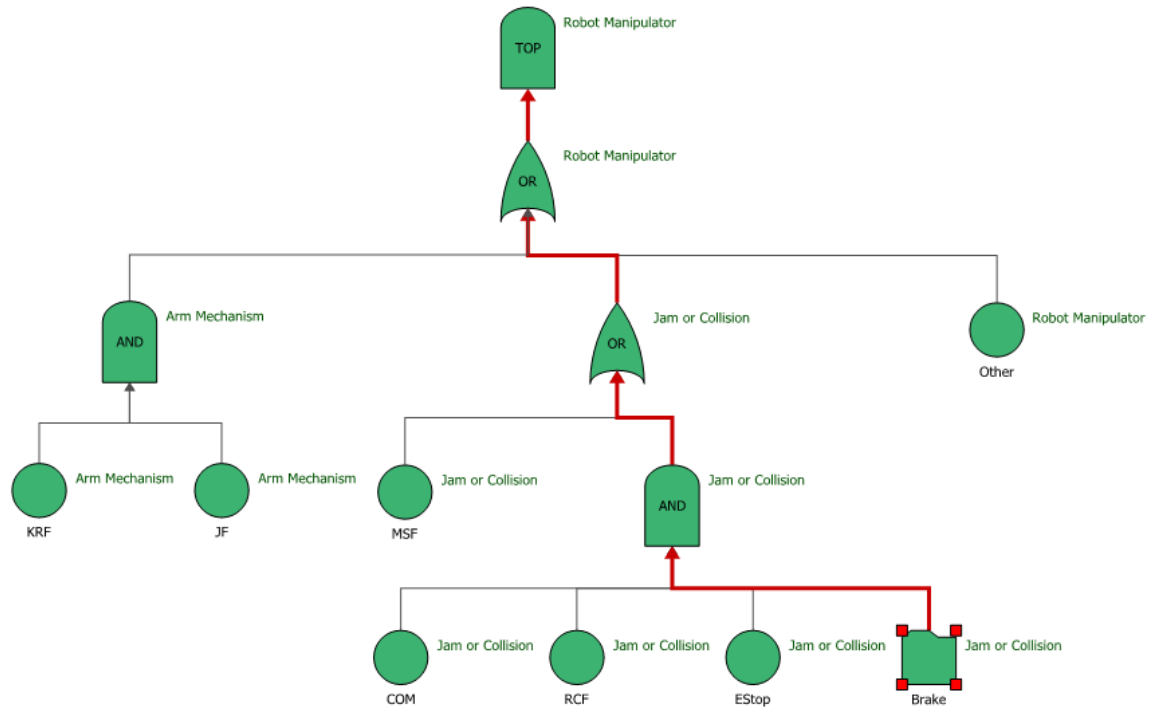 Robot Manipulator
TOP
Robot Manipulator
OR
Arm Mechanism
Jam or Collision
Robot Manipulator
AND
OR
Other
Arm Mechanism
Arm Mechanism
Jam or Collision
Jam or Collision
AND
KRF
JF
MSF
Jam or Collision
Jam or Collision
Jam or Collision
Jam or Collision
COM
RCF
EStop
Brake